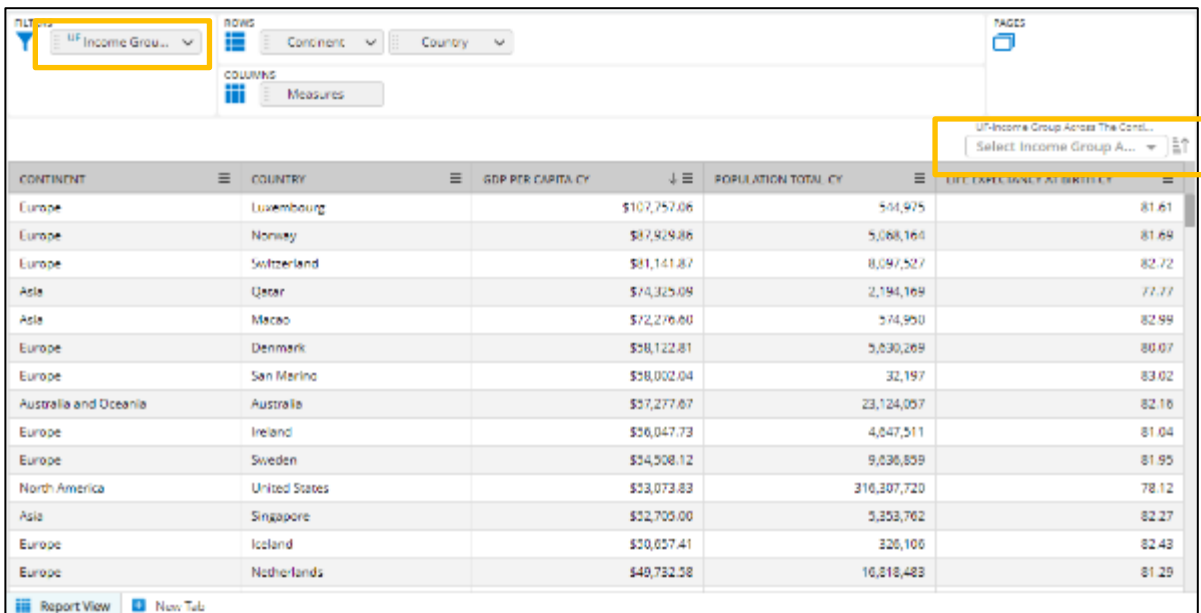 FILTERS
ROWS
PAGES
UF Income Grou...
Continent
Country
COLUMNS
Measures
UF-Income Group Across The Conti...
Select Income Group A...
CONTINENT COUNTRY GDP PER CAPITA CY POPULATION TOTAL CY LIFE EXPECTANCY AT BIRTH CY
Europe Luxembourg $107,757.06 544,975 81.61
Europe Norway $87,929.86 5,068,164 81.69
Europe Switzerland $81,141.87 8,097,527 82.72
Asia Qatar $74,325.09 2,194,169 77.77
Asia Macao $72,276.60 574,950 82.99
Europe Denmark $58,122.81 5,630,269 80.07
Europe San Marino $58,002.04 32,197 83.02
Australia and Oceania Australia $57,277.67 23,124,057 82.16
Europe Ireland $56,047.73 4,647,511 81.04
Europe Sweden $54,508.12 9,636,859 81.95
North America United States $53,073.83 316,307,720 78.12
Asia Singapore $52,705.00 5,353,762 82.27
Europe Iceland $50,657.41 326,106 82.43
Europe Netherlands $49,732.58 16,818,483 81.29
Report View New Tab